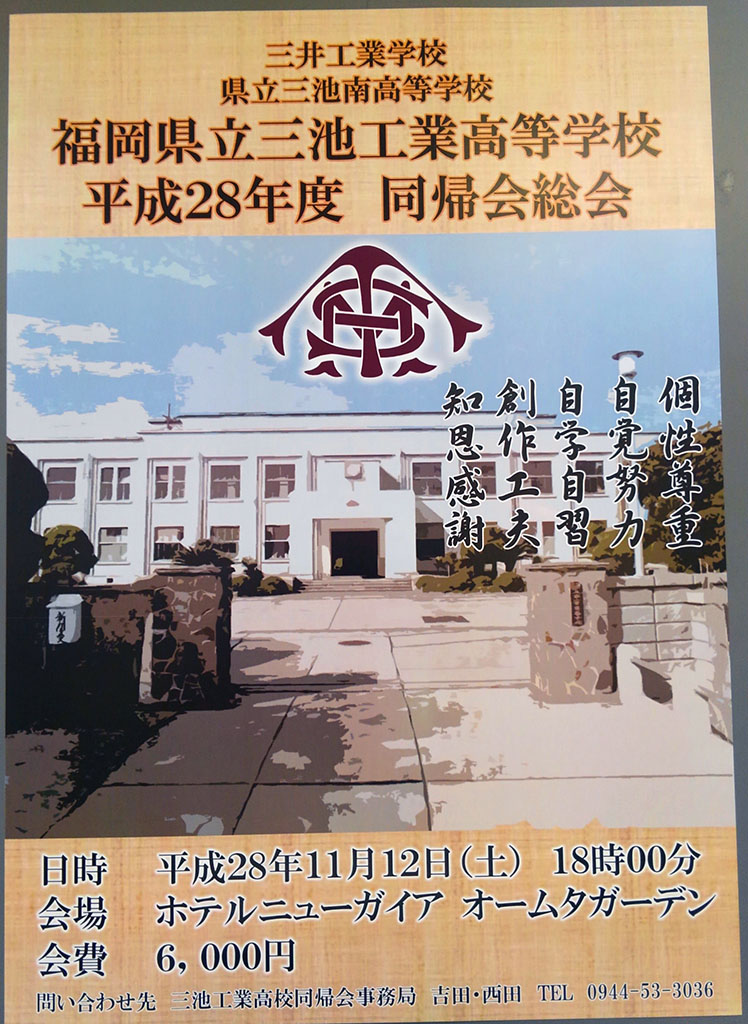 三井工業学校
県立三池南高等学校
福岡県立三池工業高等学校
平成28年度 同帰会総会
個性尊重
自覚努力
自学自習
創作工夫
知恩感謝
新聞受
日時 平成28年11月12日(土) 18時00分
会場 ホテルニューガイア オームタガーデン
会費 6,000円
問い合わせ先 三池工業高校同帰会事務局 吉田・西田 TEL 0944-53-3036